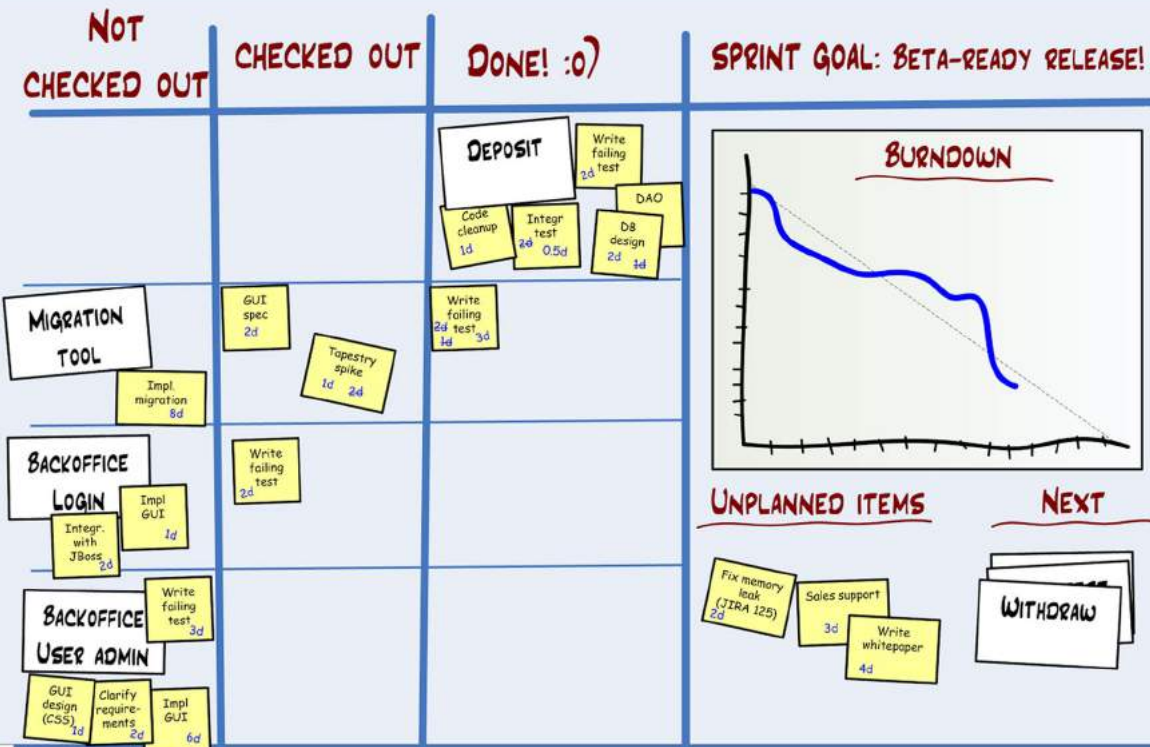 NOT
CHECKED OUT
CHECKED OUT
DONE! :o)
SPRINT GOAL: BETA-READY RELEASE!
DEPOSIT
Write
failing
test
2d
DAO
Code
cleanup
1d
Integr
test
2d 0.5d
DB
design
2d 1d
BURNDOWN
MIGRATION
TOOL
Impl.
migration
8d
GUI
spec
2d
Tapestry
spike
1d 2d
Write
failing
test
2d
1d 3d
BACKOFFICE
LOGIN
Impl
GUI
1d
Integr.
with
JBoss
2d
Write
failing
test
2d
BACKOFFICE
USER ADMIN
Write
failing
test
3d
GUI
design
(CSS)
1d
Clarify
require-
ments
2d
Impl
GUI
6d
UNPLANNED ITEMS
Fix memory
leak
(JIRA 125)
2d
Sales support
3d
Write
whitepaper
4d
NEXT
WITHDRAW